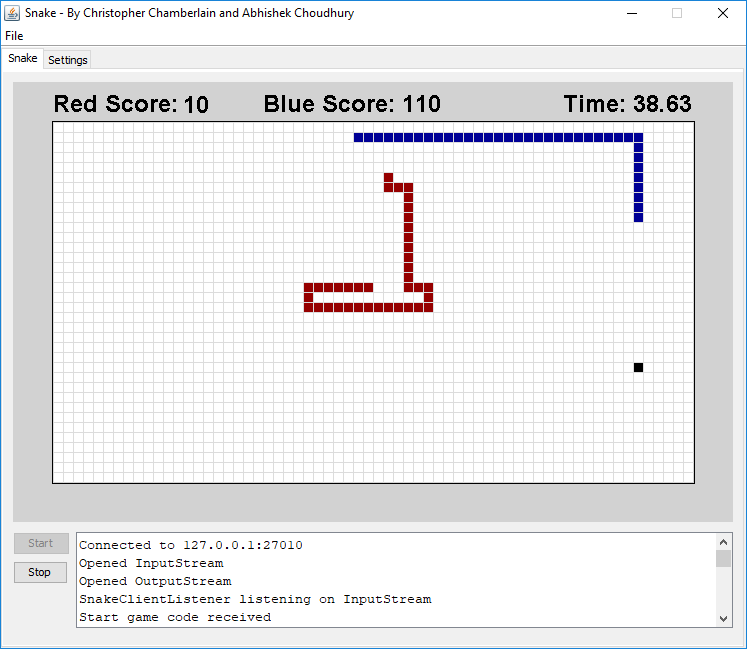 Snake - By Christopher Chamberlain and Abhishek Choudhury
File
Snake Settings
Red Score: 10 Blue Score: 110 Time: 38.63
Start
Stop
Connected to 127.0.0.1:27010
Opened InputStream
Opened OutputStream
SnakeClientListener listening on InputStream
Start game code received